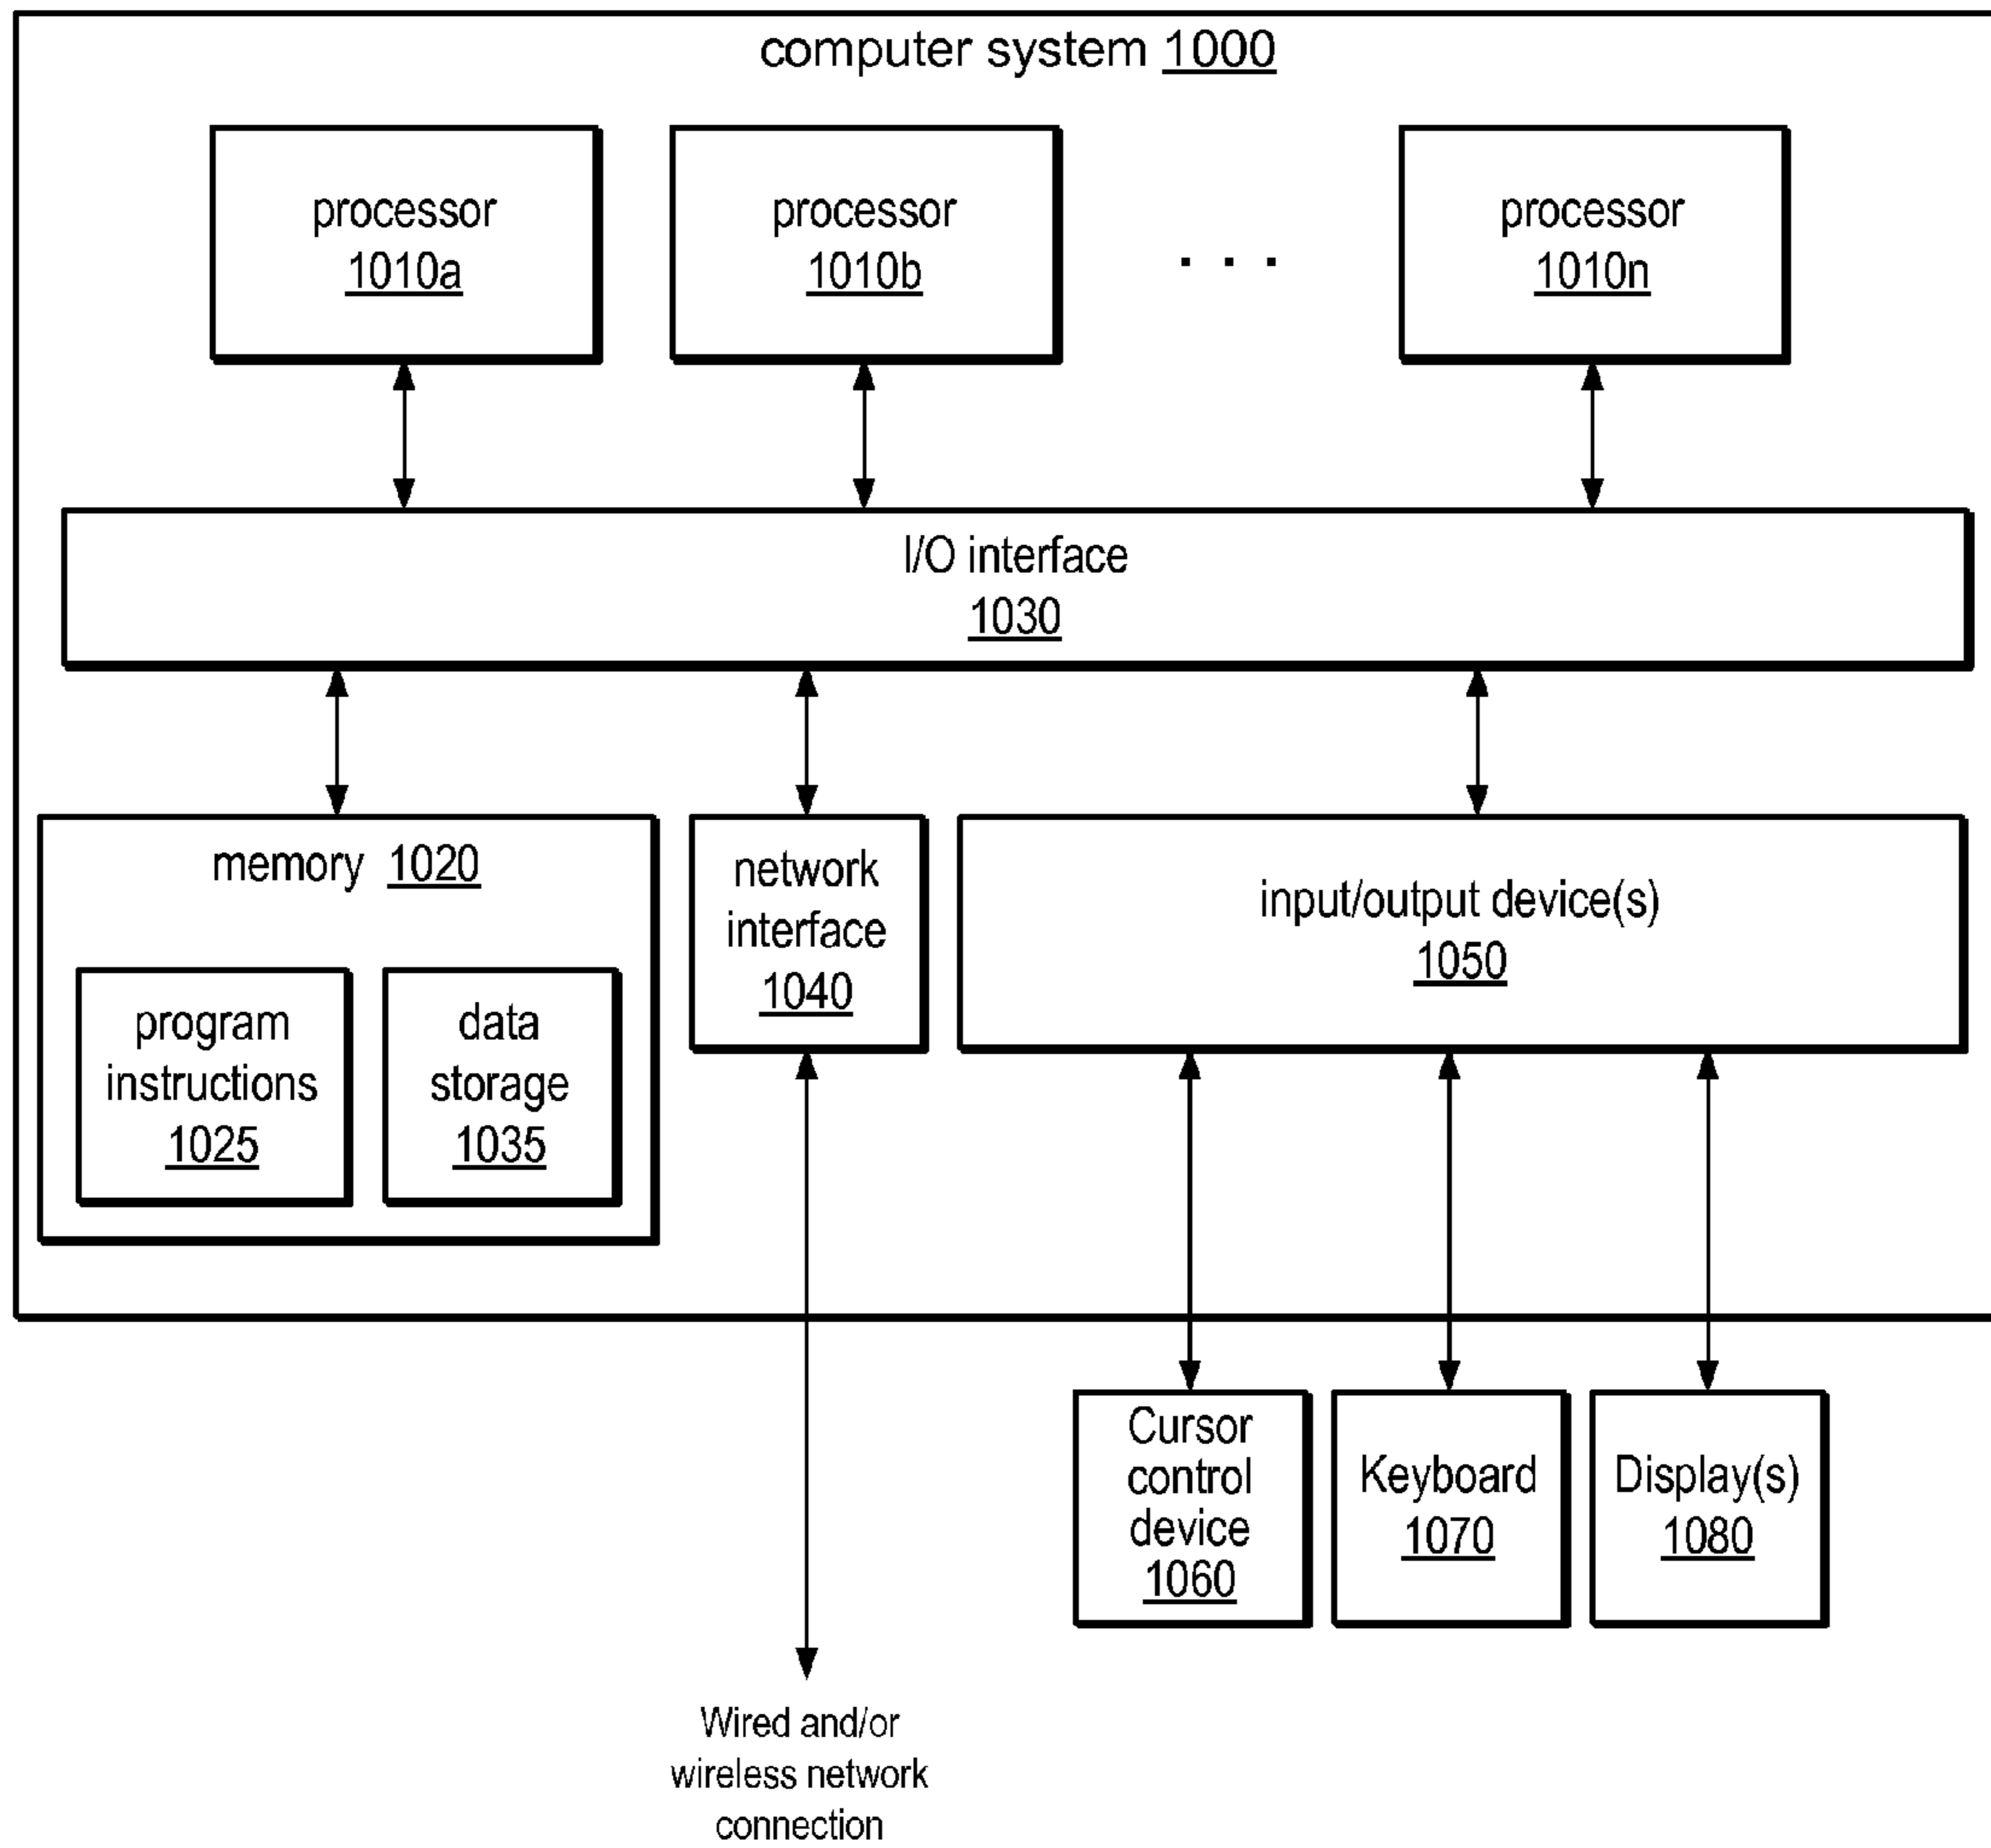 computer system 1000
processor
1010a
processor
1010b
. . .
processor
1010n
I/O interface
1030
memory 1020
program
instructions
1025
data
storage
1035
network
interface
1040
input/output device(s)
1050
Cursor
control
device
1060
Keyboard
1070
Display(s)
1080
Wired and/or
wireless network
connection